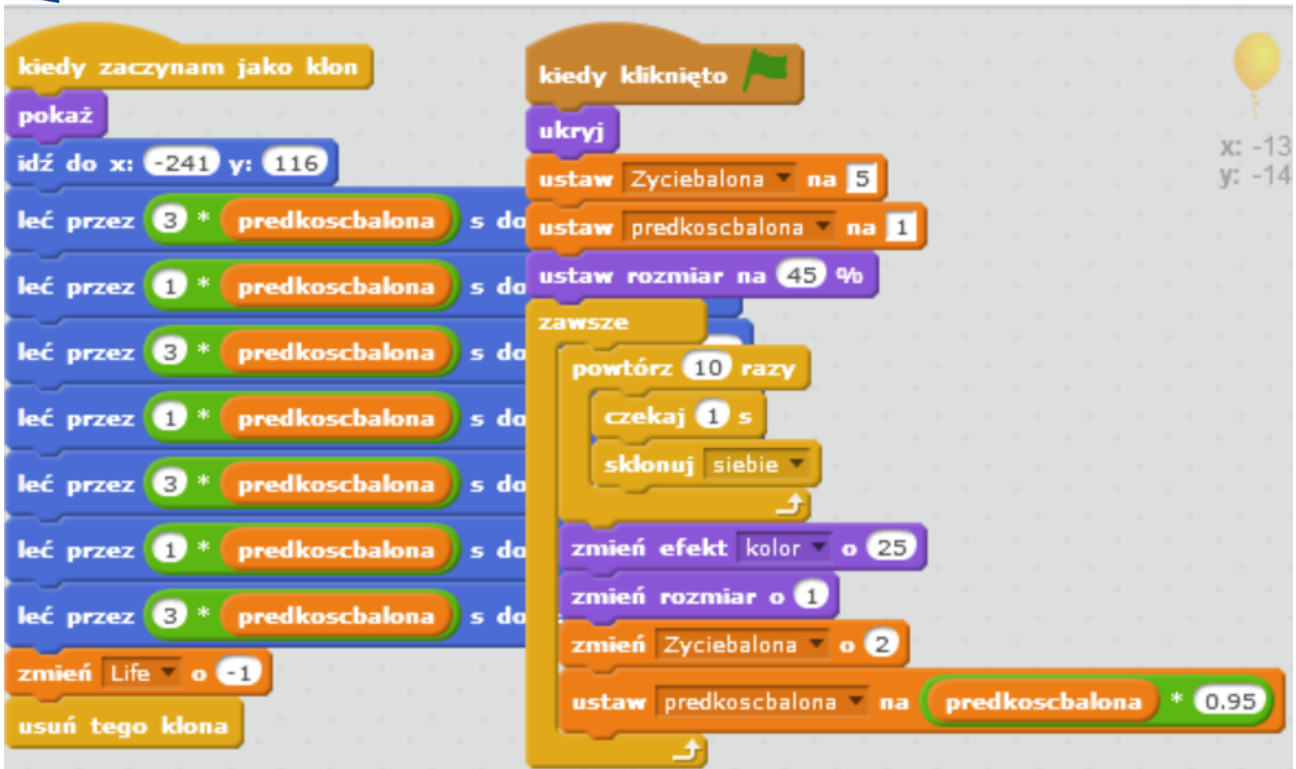 kiedy zaczynam jako klon
pokaż
idź do x: -241 y: 116
leć przez 3 * predkoscbalona s do
leć przez 1 * predkoscbalona s do
leć przez 3 * predkoscbalona s do
leć przez 1 * predkoscbalona s do
leć przez 3 * predkoscbalona s do
leć przez 1 * predkoscbalona s do
leć przez 3 * predkoscbalona s do
zmień Life o -1
usuń tego klona
kiedy kliknięto
ukryj
ustaw Zyciebalona na 5
ustaw predkoscbalona na 1
ustaw rozmiar na 45 %
zawsze
powtórz 10 razy
czekaj 1 s
sklonuj siebie
zmień efekt kolor o 25
zmień rozmiar o 1
zmień Zyciebalona o 2
ustaw predkoscbalona na predkoscbalona * 0.95
x: -13
y: -14